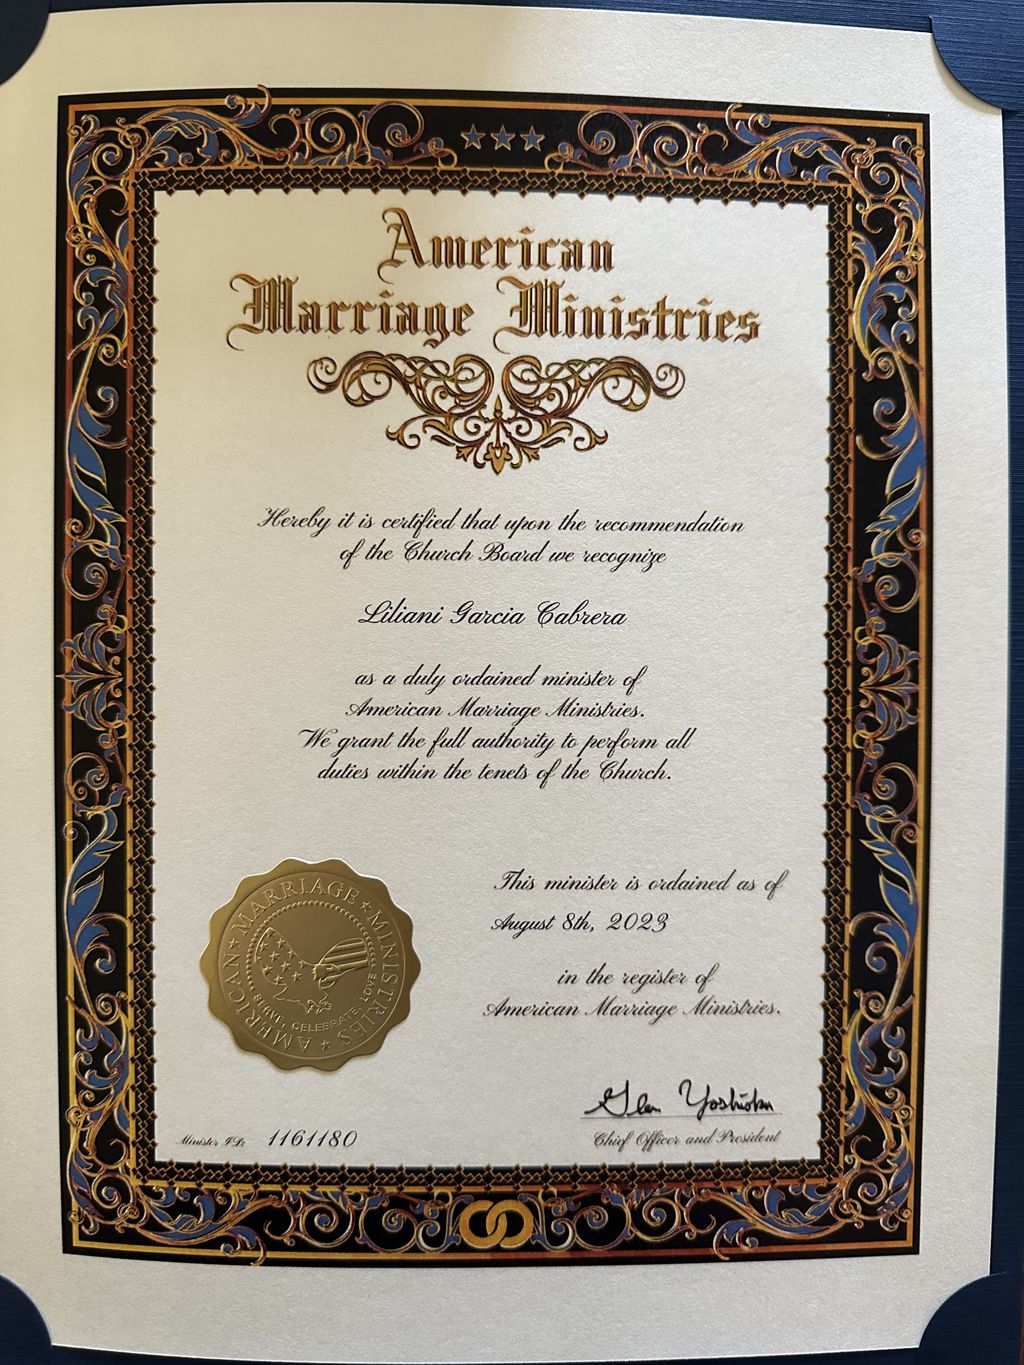 American
Marriage Ministries
Hereby it is certified that upon the recommendation
of the Church Board we recognize
Liliani Garcia Cabrera
as a duly ordained minister of
American Marriage Ministries.
We grant the full authority to perform all
duties within the tenets of the Church.
AMERICAN ★ MARRIAGE ★ MINISTRIES ★
SERVE, CELEBRATE, LOVE
This minister is ordained as of
August 8th, 2023
in the register of
American Marriage Ministries.
Glen Yoshioka
Minister ID: 1161180
Chief Officer and President